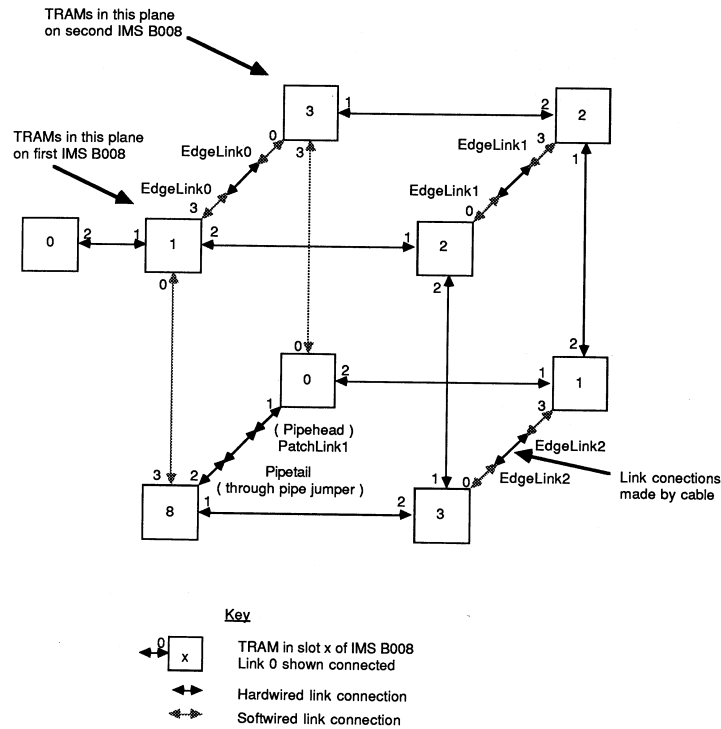 TRAMs in this plane
on second IMS B008
3
1
2
2
TRAMs in this plane
on first IMS B008
EdgeLink0
0
3
EdgeLink1
3
1
EdgeLink0
EdgeLink1
3
0
0
2
1
1
2
1
2
0
2
0
2
0
2
1
1
1
( Pipehead )
PatchLink1
3
EdgeLink2
Pipetail
( through pipe jumper )
3
2
1
0
EdgeLink2
Link conections
made by cable
8
1
2
3
Key
0
x
TRAM in slot x of IMS B008
Link 0 shown connected
Hardwired link connection
Softwired link connection